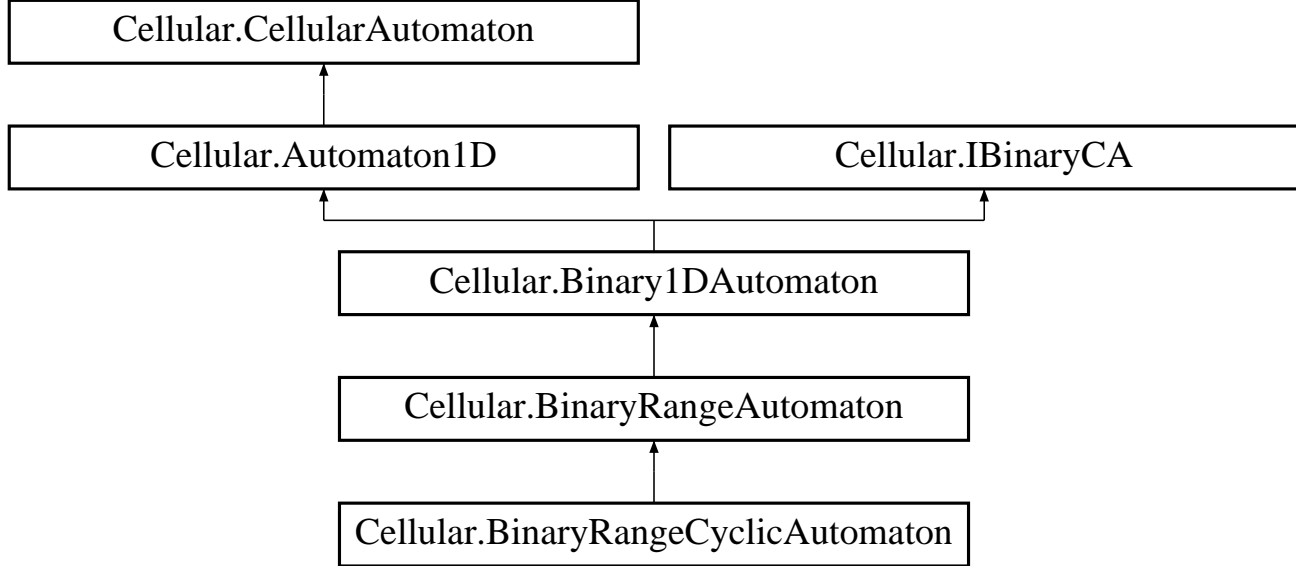 Cellular.CellularAutomaton
Cellular.Automaton1D
Cellular.IBinaryCA
Cellular.Binary1DAutomaton
Cellular.BinaryRangeAutomaton
Cellular.BinaryRangeCyclicAutomaton